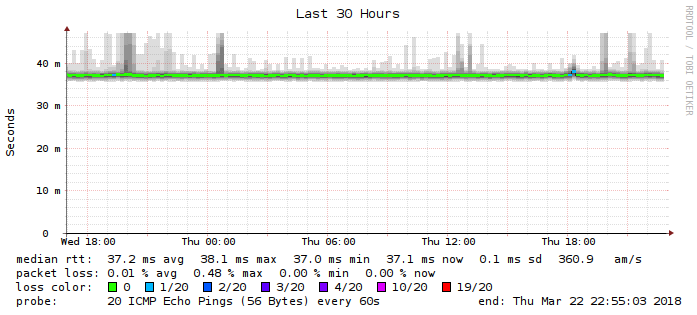 Last 30 Hours
RRDTOOL / TOBI OETIKER
Seconds
40 m
30 m
20 m
10 m
0
Wed 18:00 Thu 00:00 Thu 06:00 Thu 12:00 Thu 18:00
median rtt: 37.2 ms avg 38.1 ms max 37.0 ms min 37.1 ms now 0.1 ms sd 360.9 am/s
packet loss: 0.01 % avg 0.48 % max 0.00 % min 0.00 % now
loss color: 0 1/20 2/20 3/20 4/20 10/20 19/20
probe: 20 ICMP Echo Pings (56 Bytes) every 60s end: Thu Mar 22 22:55:03 2018